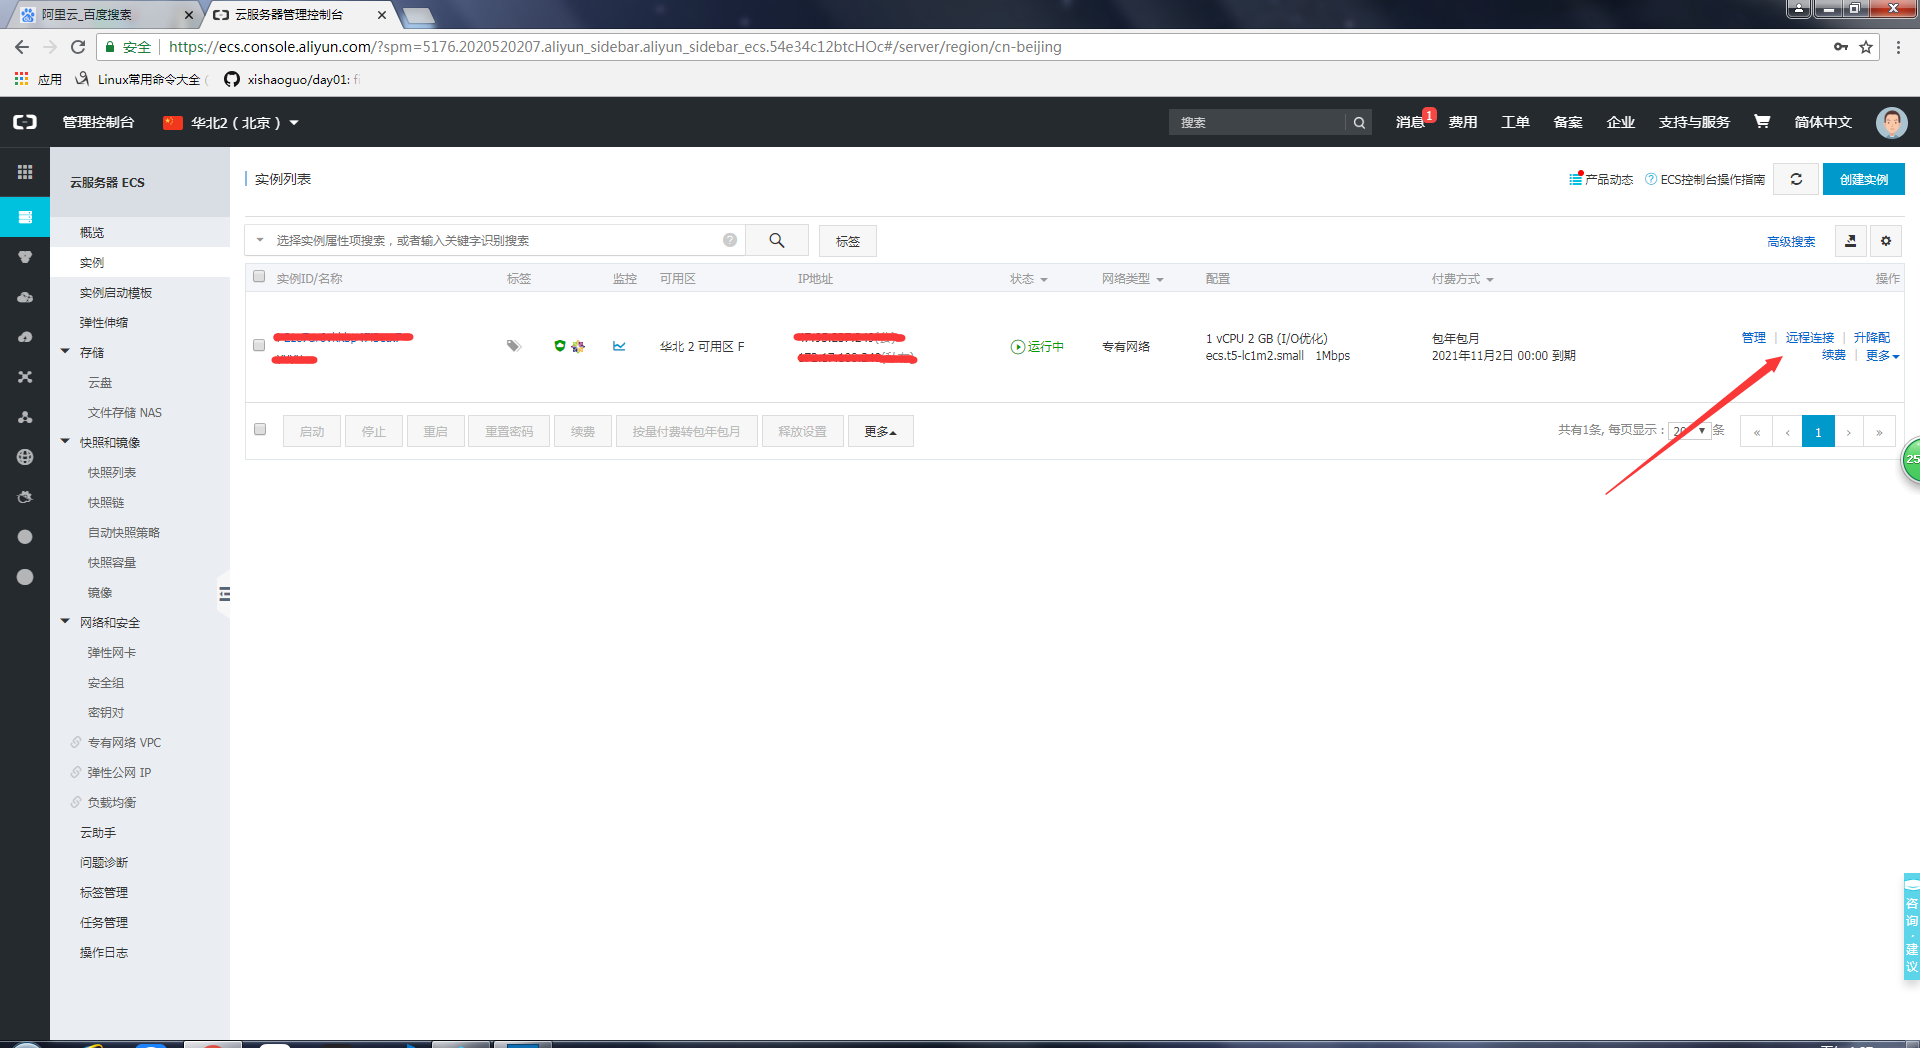 阿里云_百度搜索
云服务器管理控制台
安全
https://ecs.console.aliyun.com/?spm=5176.2020520207.aliyun_sidebar.aliyun_sidebar_ecs.54e34c12btcHOc#/server/region/cn-beijing
应用
Linux常用命令大全
xishaoguo/day01: fi
管理控制台
华北2（北京）
搜索
消息 1
费用
工单
备案
企业
支持与服务
简体中文
云服务器 ECS
概览
实例
实例启动模板
弹性伸缩
存储
云盘
文件存储 NAS
快照和镜像
快照列表
快照链
自动快照策略
快照容量
镜像
网络和安全
弹性网卡
安全组
密钥对
专有网络 VPC
弹性公网 IP
负载均衡
云助手
问题诊断
标签管理
任务管理
操作日志
实例列表
产品动态
ECS控制台操作指南
创建实例
选择实例属性项搜索，或者输入关键字识别搜索
标签
高级搜索
实例ID/名称 标签 监控 可用区 IP地址 状态 网络类型 配置 付费方式 操作
华北 2 可用区 F
运行中
专有网络
1 vCPU 2 GB (I/O优化)
ecs.t5-lc1m2.small 1Mbps
包年包月
2021年11月2日 00:00 到期
管理 | 远程连接 | 升降配
续费 | 更多
启动 停止 重启 重置密码 续费 按量付费转包年包月 释放设置 更多
共有1条, 每页显示： 20 条
« ‹ 1 › »
25
咨询·建议